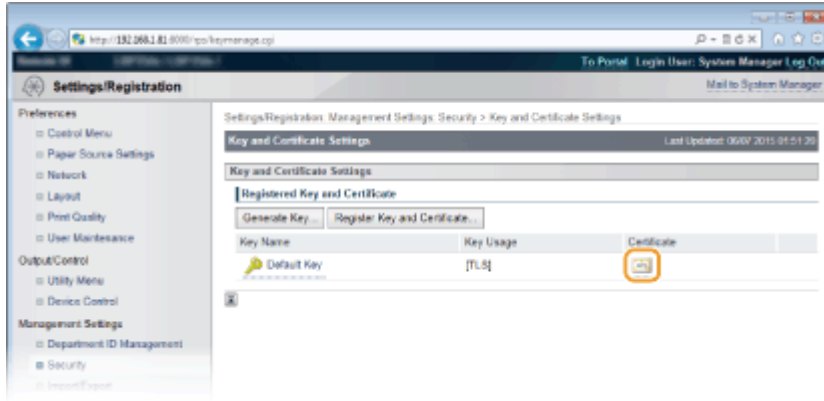 http://192.168.1.81:8000/rps/keymanage.cgi
To Portal Login User: System Manager Log Out
Settings/Registration
Mail to System Manager
Preferences
Control Menu
Paper Source Settings
Network
Layout
Print Quality
User Maintenance
Output/Control
Utility Menu
Device Control
Management Settings
Department ID Management
Security
Import/Export
Settings/Registration: Management Settings: Security > Key and Certificate Settings
Key and Certificate Settings
Last Updated: 06/07 2015 01:51:20
Key and Certificate Settings
Registered Key and Certificate
Generate Key...
Register Key and Certificate...
Key Name Key Usage Certificate
Default Key [TLS]